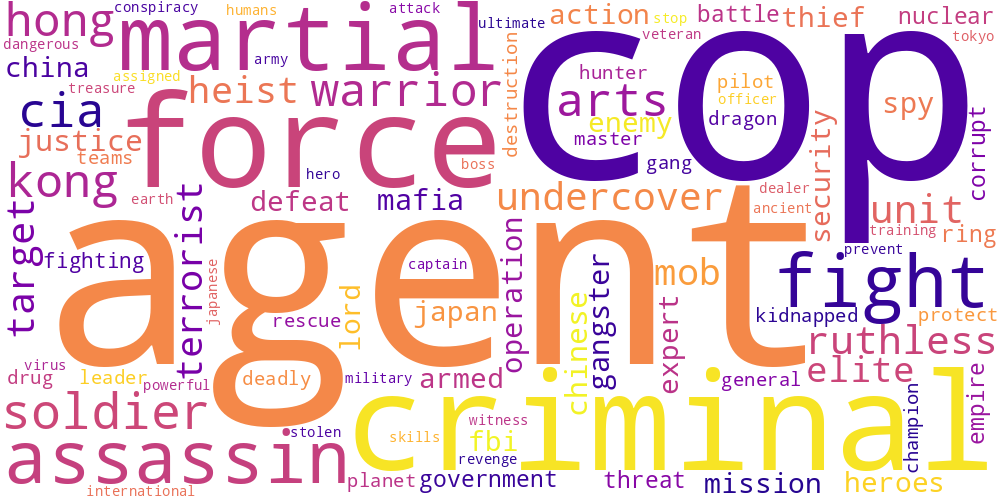 hong
conspiracy
humans
attack
ultimate
action
stop
battle
thief
nuclear
dangerous
martial
veteran
tokyo
china
assigned
army
destruction
cop
hunter
pilot
treasure
heist
warrior
arts
officer
spy
cia
force
enemy
dragon
justice
master
security
corrupt
teams
boss
gang
kong
hero
earth
defeat
mafia
undercover
dealer
ancient
unit
target
terrorist
training
ring
fighting
agent
captain
operation
prevent
japanese
mob
fight
rescue
lord
japan
chinese
gangster
expert
kidnapped
protect
ruthless
virus
drug
leader
powerful
deadly
military
armed
general
elite
empire
soldier
criminal
champion
stolen
skills
witness
fbi
assassin
revenge
international
planet
government
threat
mission
heroes